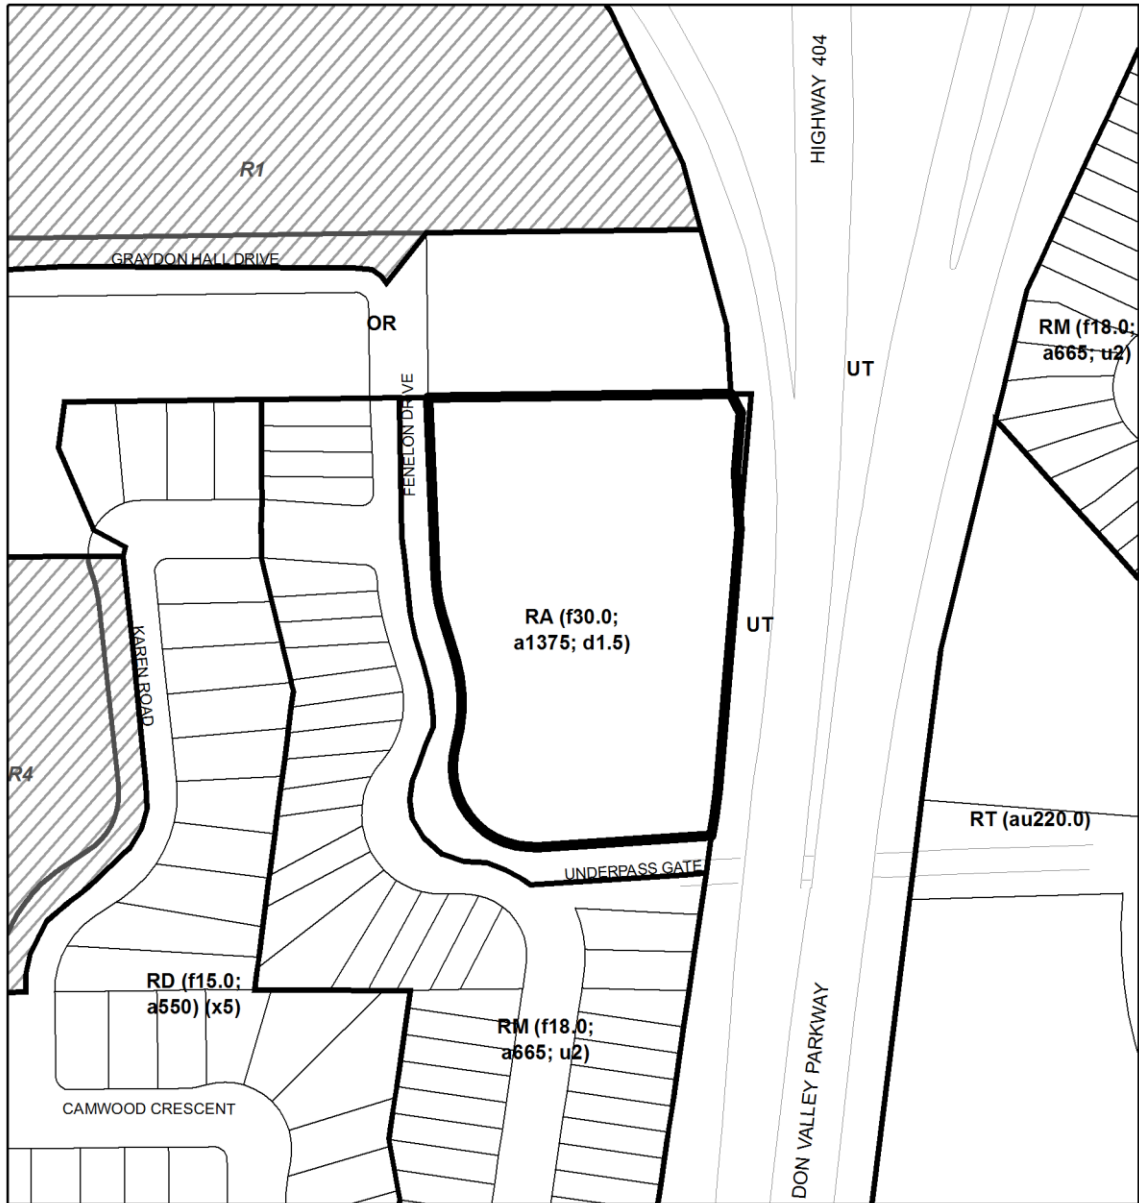 HIGHWAY 404
R1
GRAYDON HALL DRIVE
OR
RM (f18.0;
a665; u2)
UT
FENELON DRIVE
RA (f30.0;
a1375; d1.5)
UT
KAREN ROAD
R4
RT (au220.0)
UNDERPASS GATE
RD (f15.0;
a550) (x5)
RM (f18.0;
a665; u2)
DON VALLEY PARKWAY
CAMWOOD CRESCENT